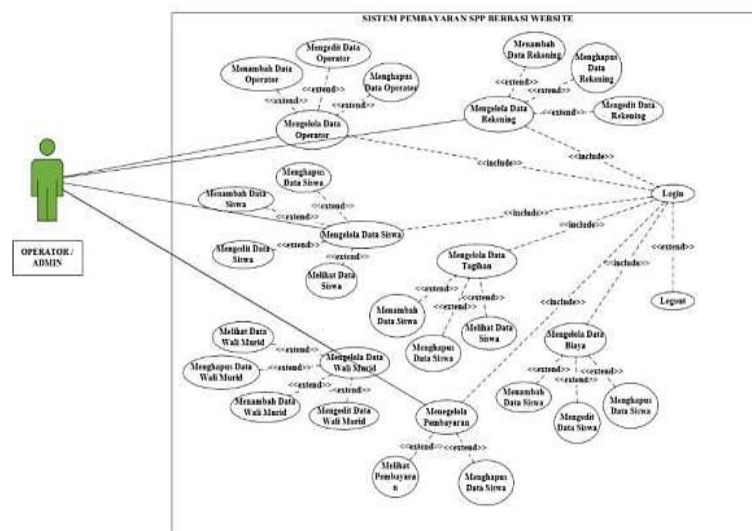 SISTEM PEMBAYARAN SPP BERBASI WEBSITE
Mengedit Data
Operator
Menambah Data
Operator
Menghapus
Data Operator
<<extend>>
<<extend>>
<<extend>>
Mengelola Data
Operator
Menambah
Data Rekening
Menghapus
Data
Rekening
<<extend>>
<<extend>>
Mengelola Data
Rekening
<<extend>>
Mengedit Data
Rekening
<<include>>
<<include>>
Login
OPERATOR /
ADMIN
Menghapus
Data Siswa
Menambah Data
Siswa
<<extend>>
<<extend>>
Mengelola Data Siswa
<<include>>
Mengedit Data
Siswa
<<extend>>
<<extend>>
Melihat Data
Siswa
Mengelola Data
Tagihan
<<include>>
<<include>>
<<include>>
<<extend>>
Logout
<<extend>>
<<extend>>
<<extend>>
Menambah
Data Siswa
Menghapus
Data Siswa
Melihat Data
Siswa
Mengelola Data
Biaya
<<extend>>
<<extend>>
<<extend>>
Menambah
Data Siswa
Mengedit
Data Siswa
Menghapus
Data Siswa
Melihat Data
Wali Murid
<<extend>>
Mengelola Data
Wali Murid
Menghapus Data
Wali Murid
<<extend>>
<<extend>>
<<extend>>
Menambah Data
Wali Murid
Mengedit Data
Wali Murid
Menegelola
Pembayaran
<<extend>>
<<extend>>
Melihat
Pembayara
n
Menghapus
Data Siswa